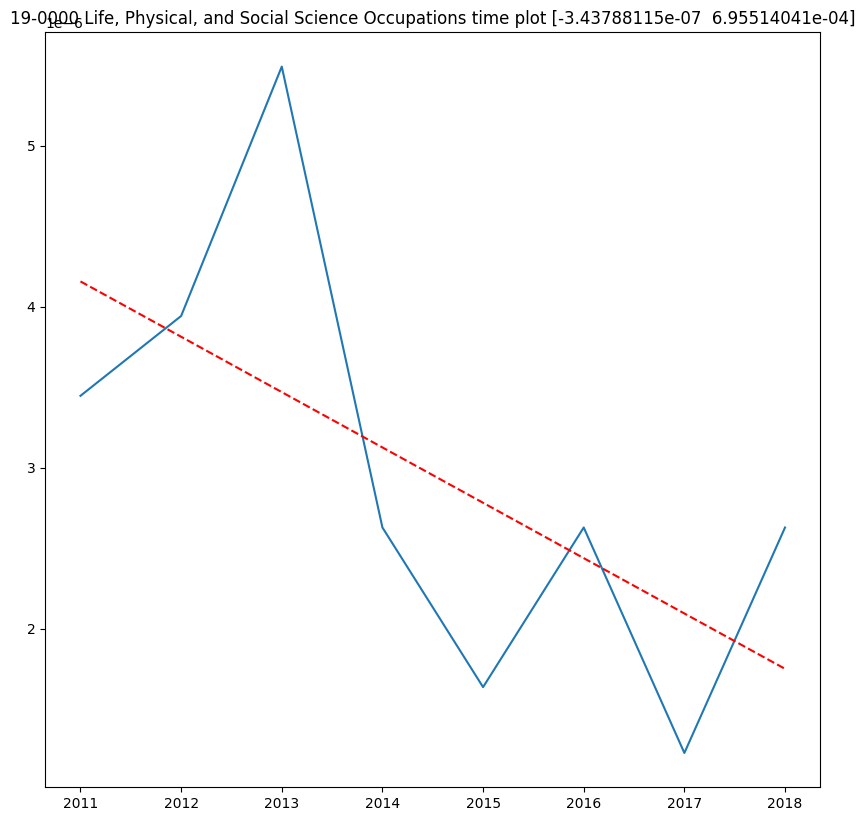 19-0000 Life, Physical, and Social Science Occupations time plot [-3.43788115e-07  6.95514041e-04]
1e−6
5
4
3
2
2011 2012 2013 2014 2015 2016 2017 2018